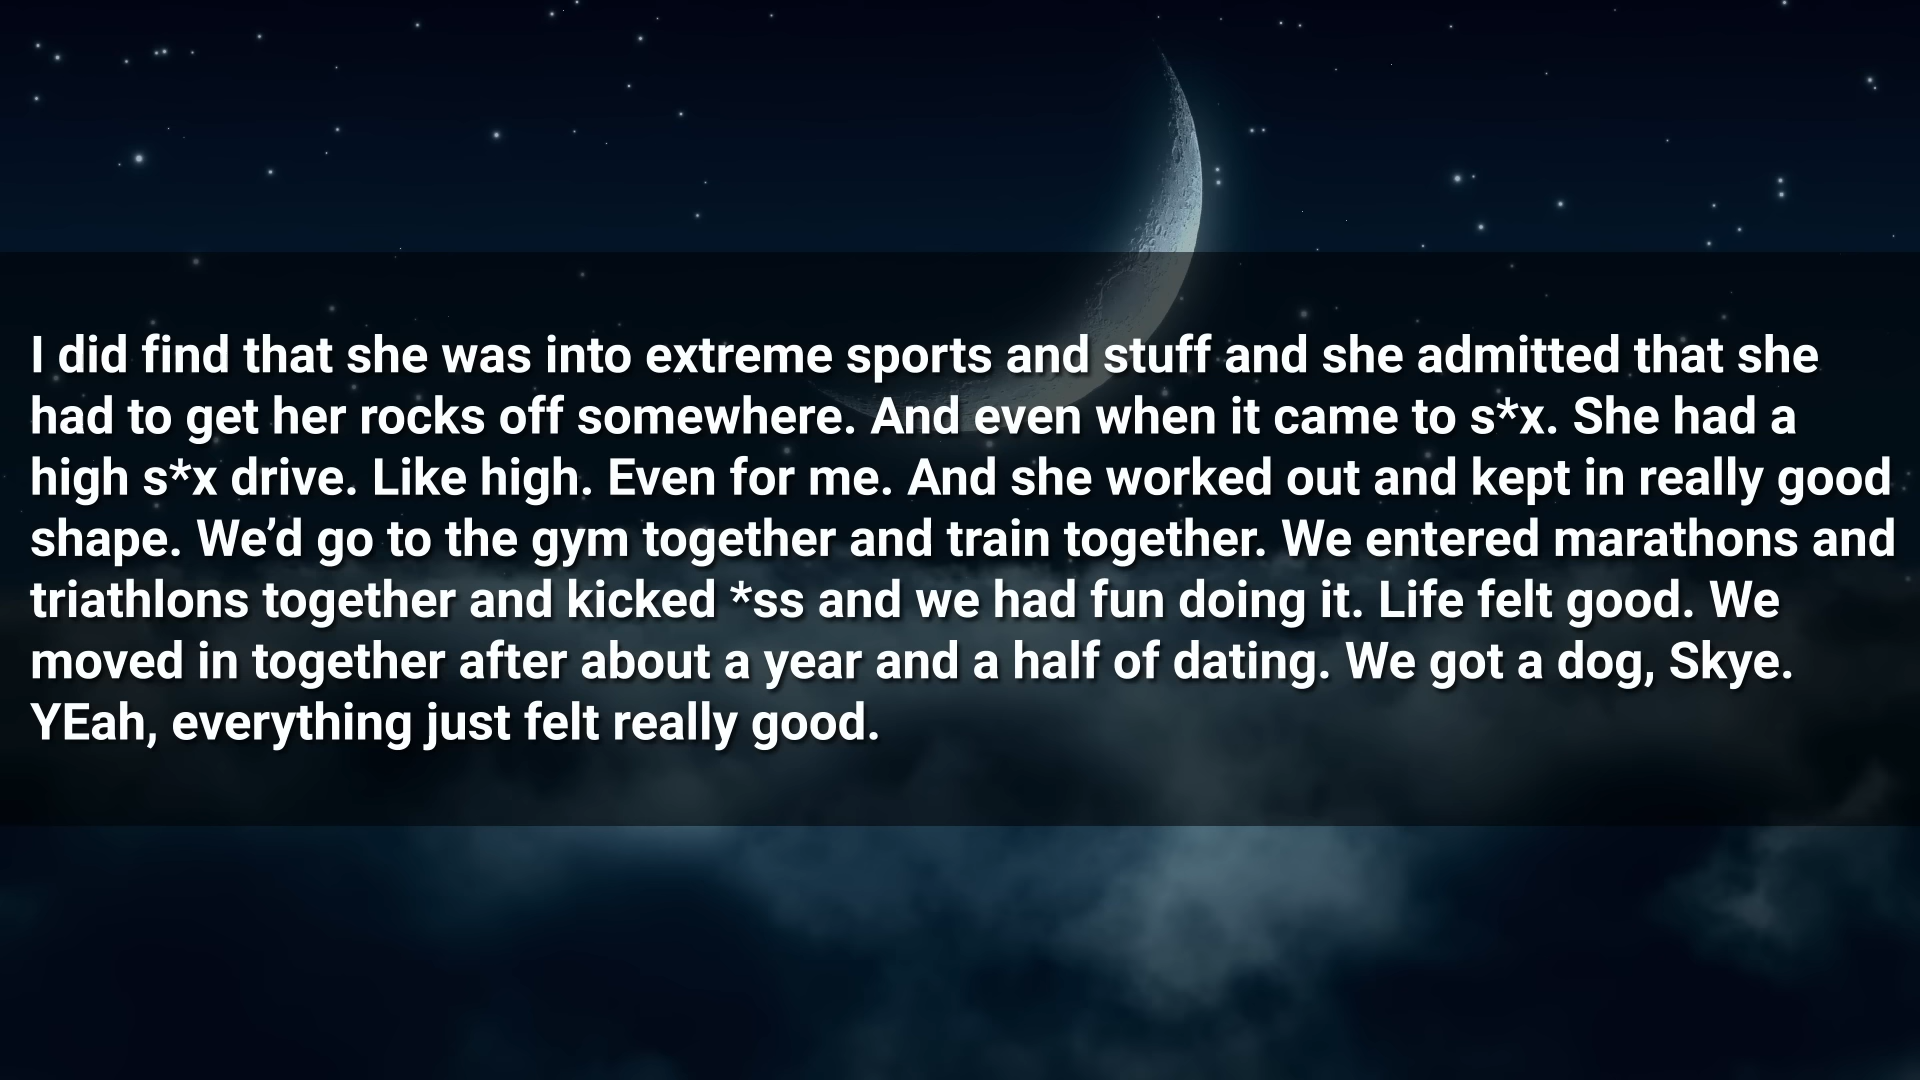 I did find that she was into extreme sports and stuff and she admitted that she
had to get her rocks off somewhere. And even when it came to s*x. She had a
high s*x drive. Like high. Even for me. And she worked out and kept in really good
shape. We’d go to the gym together and train together. We entered marathons and
triathlons together and kicked *ss and we had fun doing it. Life felt good. We
moved in together after about a year and a half of dating. We got a dog, Skye.
YEah, everything just felt really good.